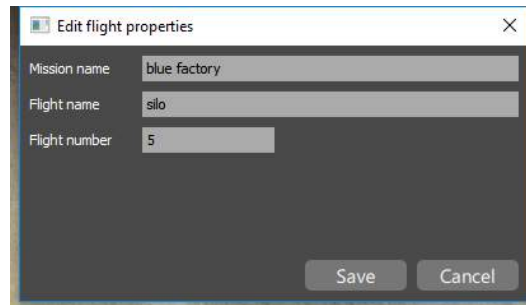 Edit flight properties
Mission name blue factory
Flight name silo
Flight number 5
Save Cancel